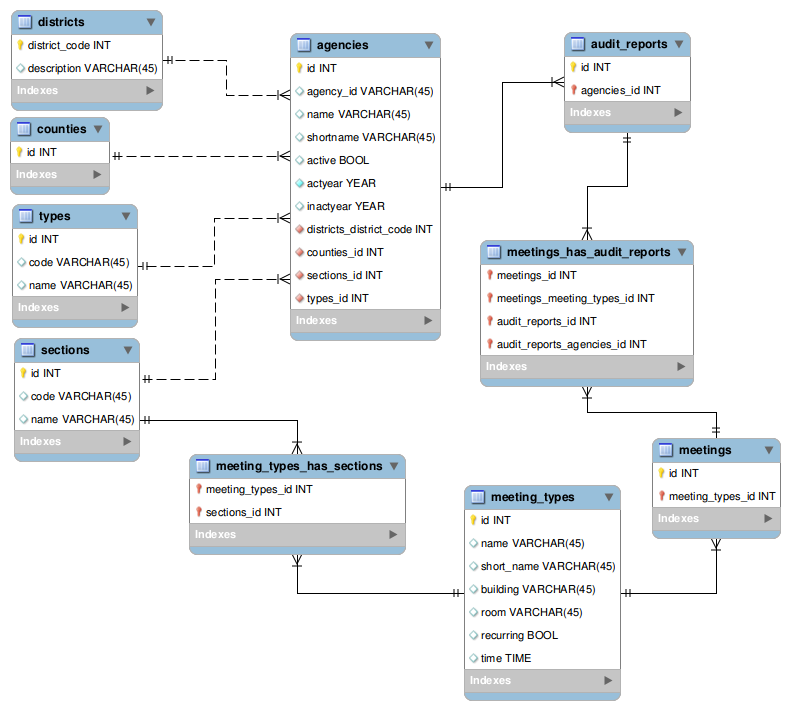 districts
district_code INT
description VARCHAR(45)
Indexes
counties
id INT
Indexes
types
id INT
code VARCHAR(45)
name VARCHAR(45)
Indexes
sections
id INT
code VARCHAR(45)
name VARCHAR(45)
Indexes
agencies
id INT
agency_id VARCHAR(45)
name VARCHAR(45)
shortname VARCHAR(45)
active BOOL
actyear YEAR
inactyear YEAR
districts_district_code INT
counties_id INT
sections_id INT
types_id INT
Indexes
audit_reports
id INT
agencies_id INT
Indexes
meetings_has_audit_reports
meetings_id INT
meetings_meeting_types_id INT
audit_reports_id INT
audit_reports_agencies_id INT
Indexes
meeting_types_has_sections
meeting_types_id INT
sections_id INT
Indexes
meeting_types
id INT
name VARCHAR(45)
short_name VARCHAR(45)
building VARCHAR(45)
room VARCHAR(45)
recurring BOOL
time TIME
Indexes
meetings
id INT
meeting_types_id INT
Indexes